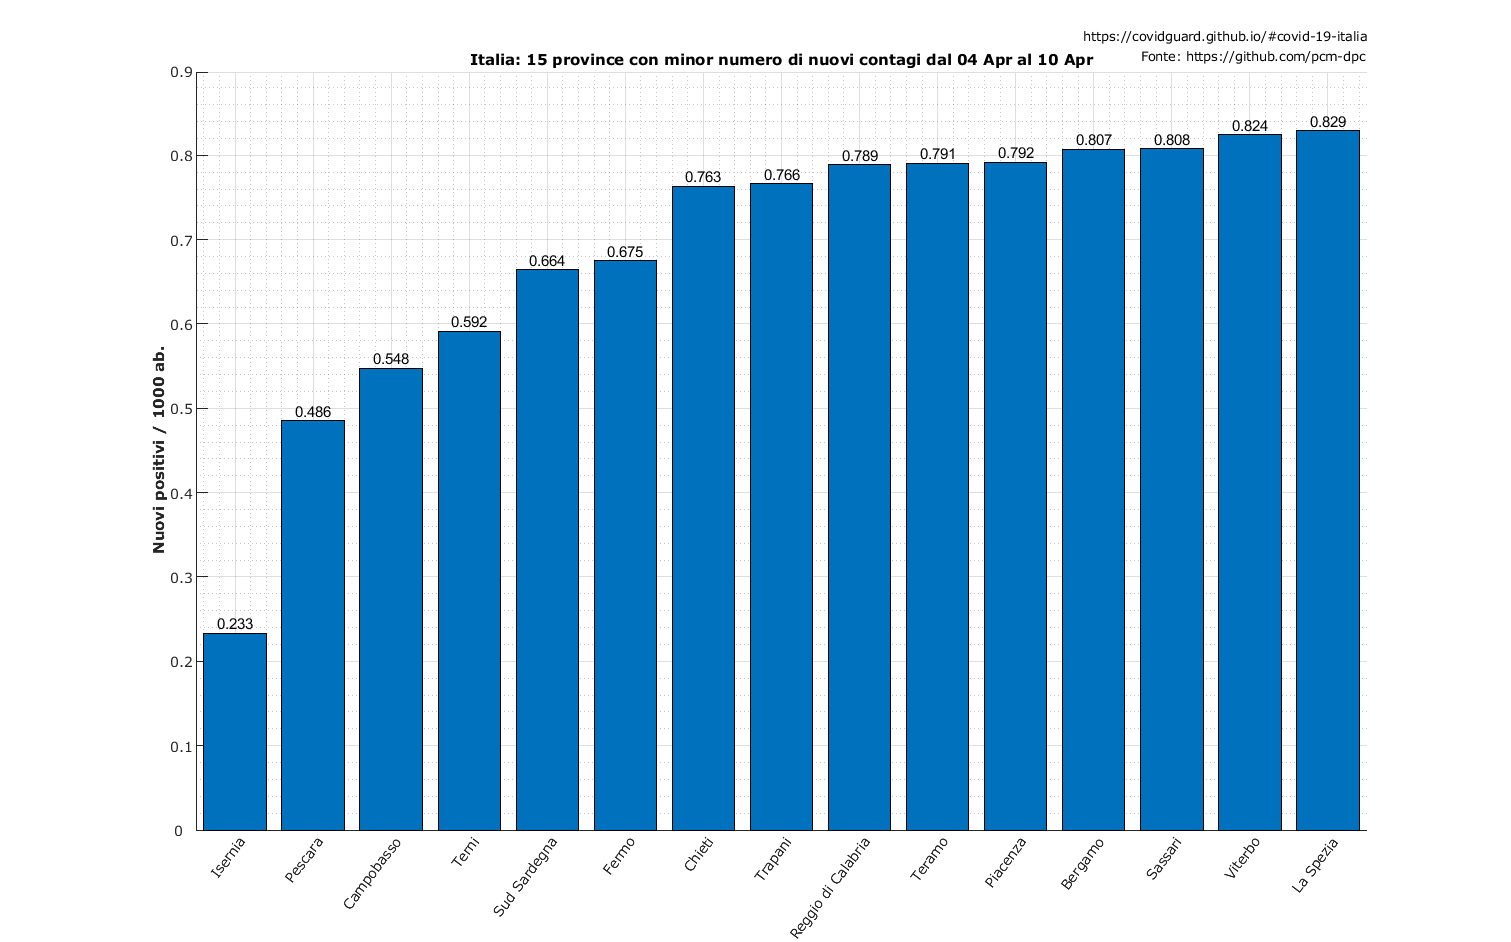 https://covidguard.github.io/#covid-19-italia
Italia: 15 province con minor numero di nuovi contagi dal 04 Apr al 10 Apr
Fonte: https://github.com/pcm-dpc
Nuovi positivi / 1000 ab.
0.9
0.8
0.7
0.6
0.5
0.4
0.3
0.2
0.1
0
0.233
0.486
0.548
0.592
0.664
0.675
0.763
0.766
0.789
0.791
0.792
0.807
0.808
0.824
0.829
Isernia
Pescara
Campobasso
Terni
Sud Sardegna
Fermo
Chieti
Trapani
Reggio di Calabria
Teramo
Piacenza
Bergamo
Sassari
Viterbo
La Spezia